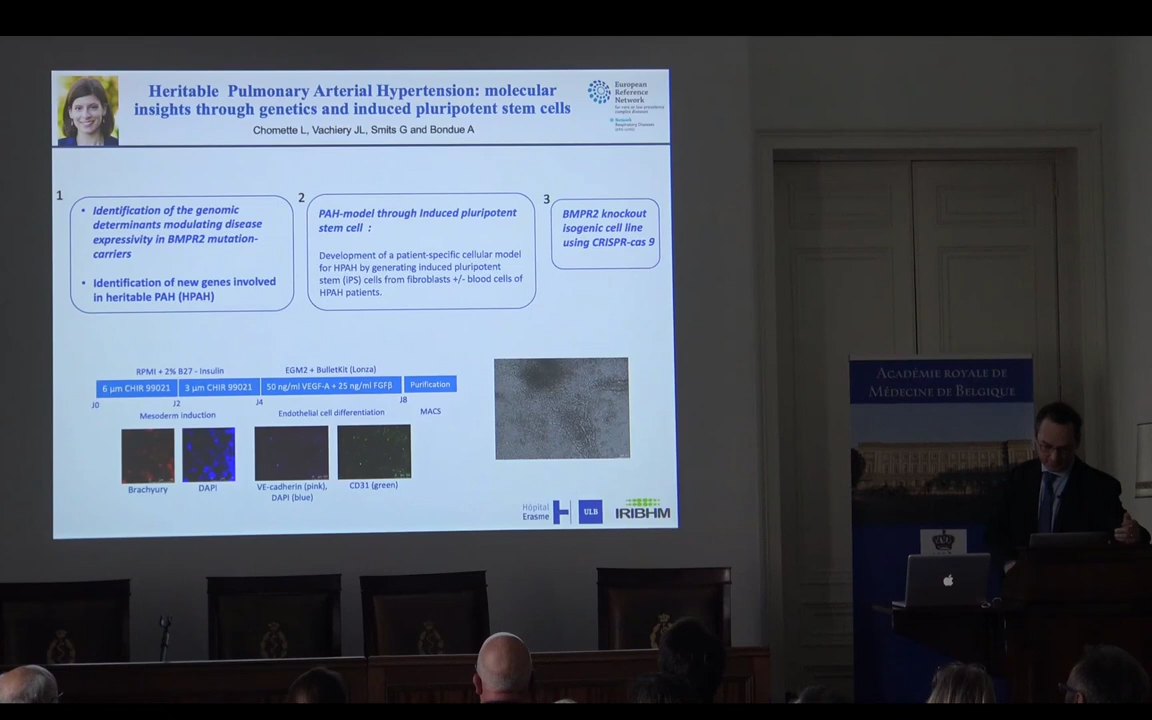 Heritable Pulmonary Arterial Hypertension: molecular
insights through genetics and induced pluripotent stem cells
Chomette L, Vachiery JL, Smits G and Bondue A
European
Reference
Network
1
• Identification of the genomic
determinants modulating disease
expressivity in BMPR2 mutation-
carriers
• Identification of new genes involved
in heritable PAH (HPAH)
2
PAH-model through Induced pluripotent
stem cell :
Development of a patient-specific cellular model
for HPAH by generating induced pluripotent
stem (iPS) cells from fibroblasts +/- blood cells of
HPAH patients.
3
BMPR2 knockout
isogenic cell line
using CRISPR-cas 9
RPMI + 2% B27 - Insulin
EGM2 + BulletKit (Lonza)
6 µm CHIR 99021
3 µm CHIR 99021
50 ng/ml VEGF-A + 25 ng/ml FGFβ
Purification
J0
J2
J4
J8
Mesoderm induction
Endothelial cell differentiation
MACS
Brachyury
DAPI
VE-cadherin (pink),
DAPI (blue)
CD31 (green)
Hôpital
Erasme
ULB
IRIBHM
ACADÉMIE ROYALE DE
MÉDECINE DE BELGIQUE